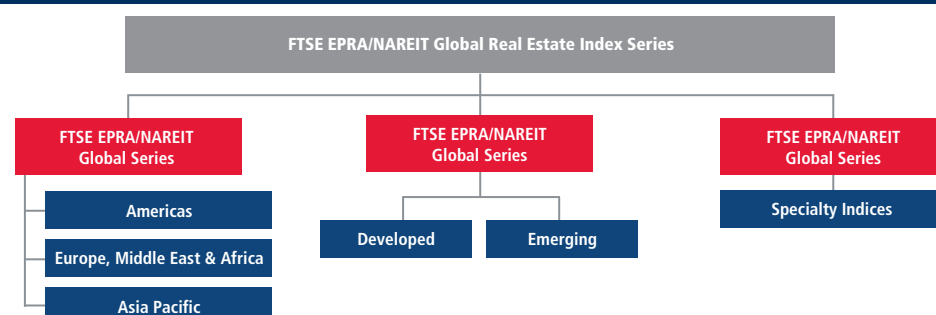 FTSE EPRA/NAREIT Global Real Estate Index Series
FTSE EPRA/NAREIT
Global Series
Americas
Europe, Middle East & Africa
Asia Pacific
FTSE EPRA/NAREIT
Global Series
Developed
Emerging
FTSE EPRA/NAREIT
Global Series
Specialty Indices